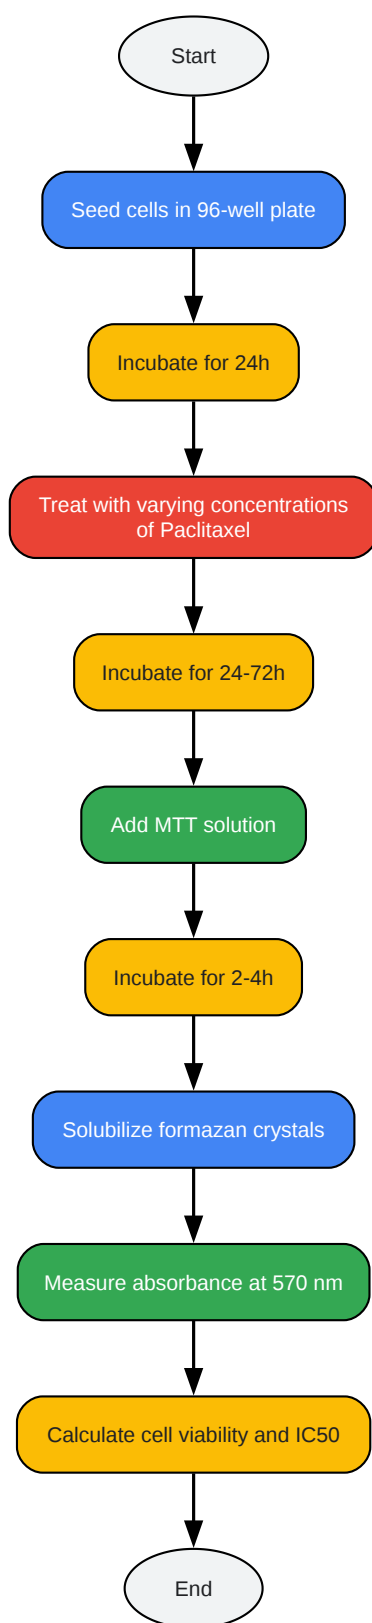 Start
Seed cells in 96-well plate
Incubate for 24h
Treat with varying concentrations
of Paclitaxel
Incubate for 24-72h
Add MTT solution
Incubate for 2-4h
Solubilize formazan crystals
Measure absorbance at 570 nm
Calculate cell viability and IC50
End